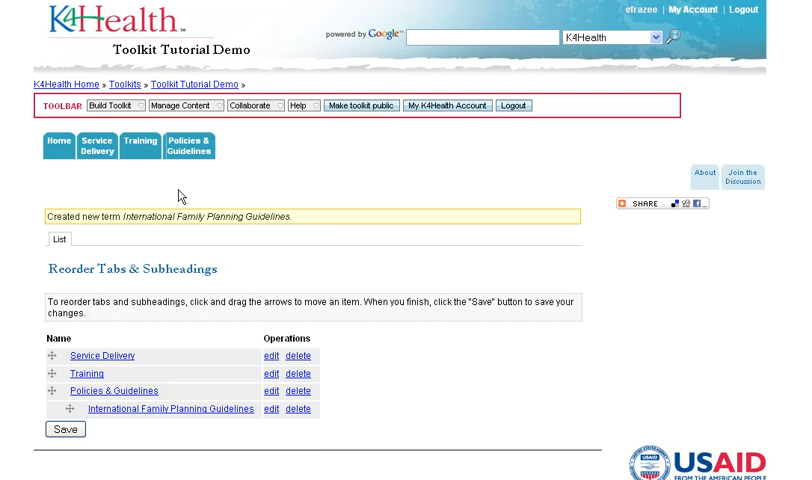 K4Health™
Toolkit Tutorial Demo
efrazee | My Account | Logout
powered by Google™
K4Health
K4Health Home » Toolkits » Toolkit Tutorial Demo »
TOOLBAR Build Toolkit Manage Content Collaborate Help Make toolkit public My K4Health Account Logout
Home Service Delivery Training Policies & Guidelines
About Join the Discussion
SHARE
Created new term International Family Planning Guidelines.
List
Reorder Tabs & Subheadings
To reorder tabs and subheadings, click and drag the arrows to move an item. When you finish, click the "Save" button to save your
changes.
Name Operations
Service Delivery edit delete
Training edit delete
Policies & Guidelines edit delete
International Family Planning Guidelines edit delete
Save
USAID
FROM THE AMERICAN PEOPLE